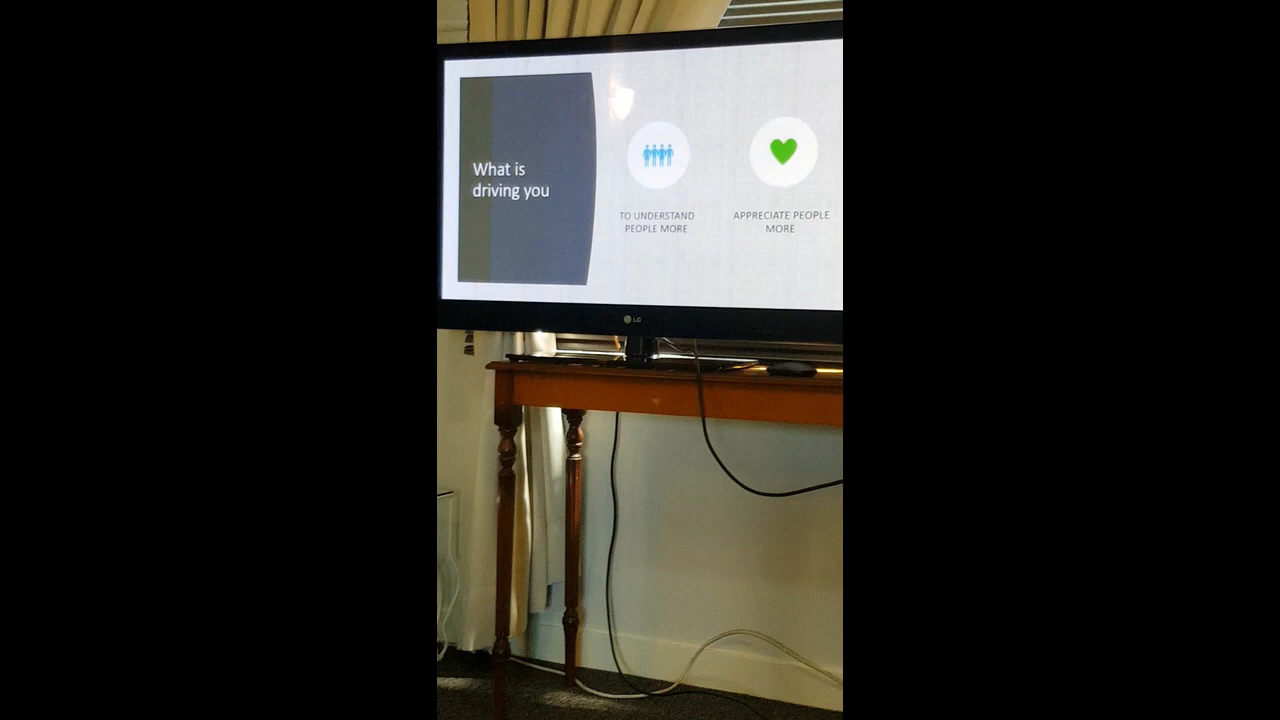 What is
driving you
TO UNDERSTAND
PEOPLE MORE
APPRECIATE PEOPLE
MORE
LG